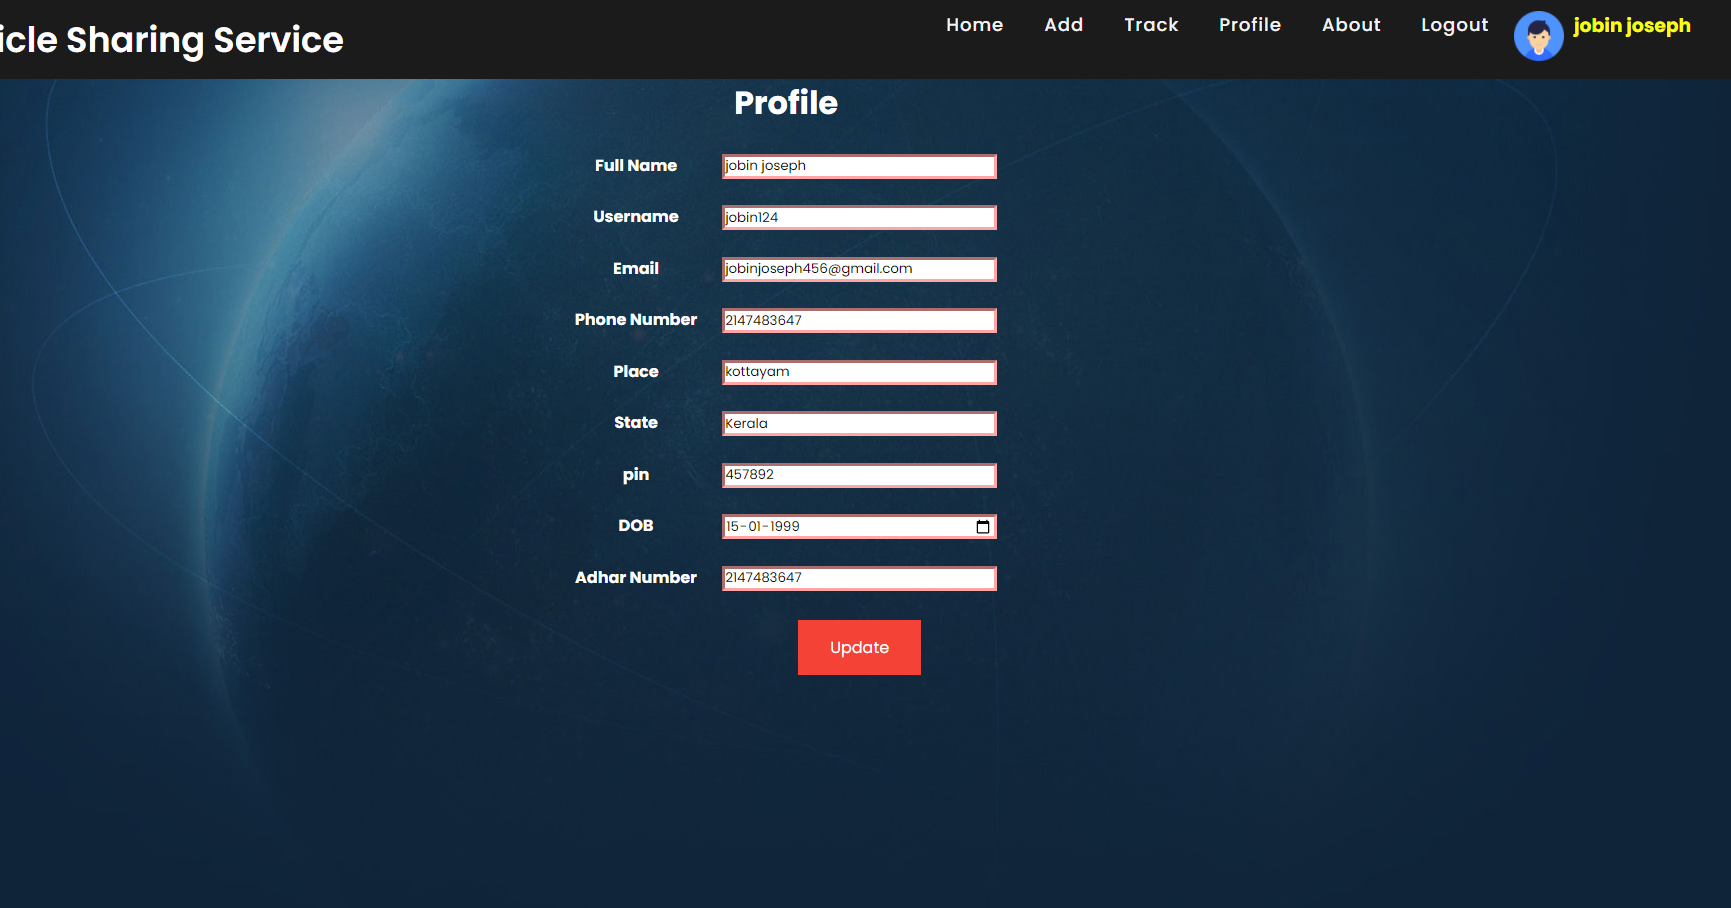 icle Sharing Service
Home Add Track Profile About Logout jobin joseph
Profile
Full Name jobin joseph
Username jobin124
Email jobinjoseph456@gmail.com
Phone Number 2147483647
Place kottayam
State Kerala
pin 457892
DOB 15-01-1999
Adhar Number 2147483647
Update